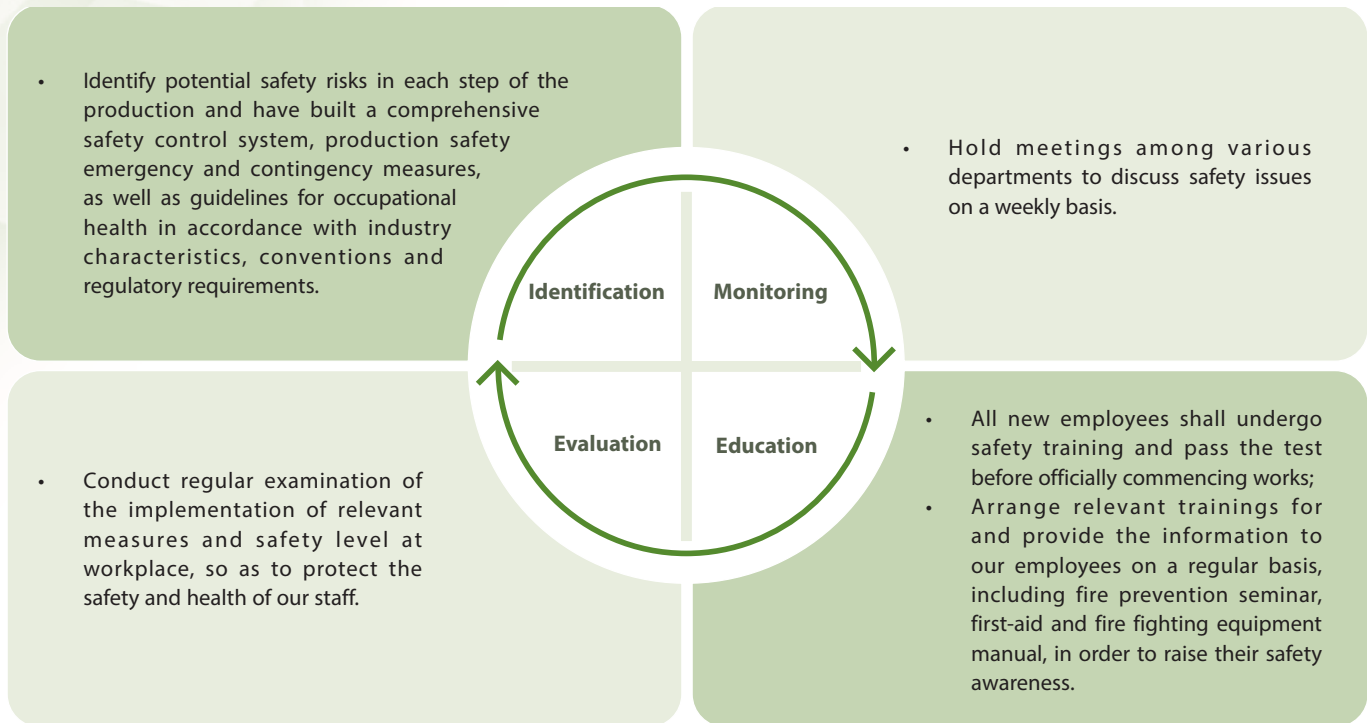 • Identify potential safety risks in each step of the
production and have built a comprehensive
safety control system, production safety
emergency and contingency measures,
as well as guidelines for occupational
health in accordance with industry
characteristics, conventions and
regulatory requirements.
• Hold meetings among various
departments to discuss safety issues
on a weekly basis.
Identification
Monitoring
Evaluation
Education
• Conduct regular examination of
the implementation of relevant
measures and safety level at
workplace, so as to protect the
safety and health of our staff.
• All new employees shall undergo
safety training and pass the test
before officially commencing works;
• Arrange relevant trainings for
and provide the information to
our employees on a regular basis,
including fire prevention seminar,
first-aid and fire fighting equipment
manual, in order to raise their safety
awareness.